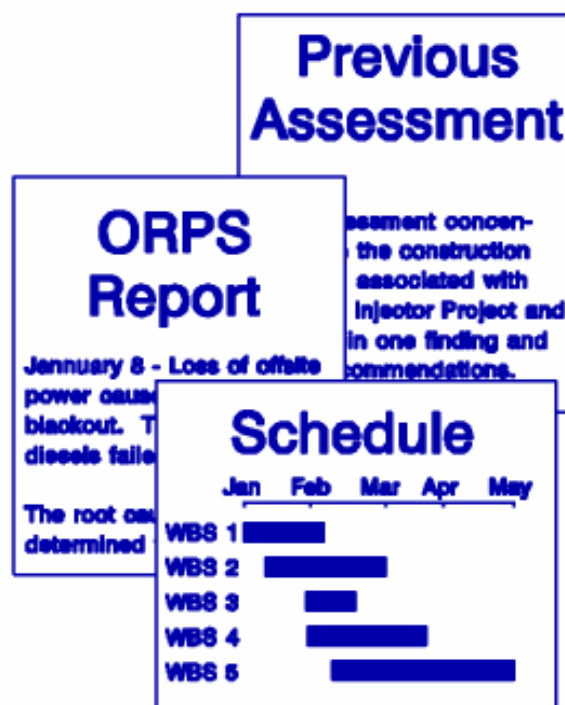 Previous
Assessment
essment concen-
the construction
associated with
Injector Project and
in one finding and
commendations.
ORPS
Report
Jennuary 8 - Loss of offsite
power cause
blackout. T
diesels faile
The root cau
determined
Schedule
Jan Feb Mar Apr May
WBS 1
WBS 2
WBS 3
WBS 4
WBS 5